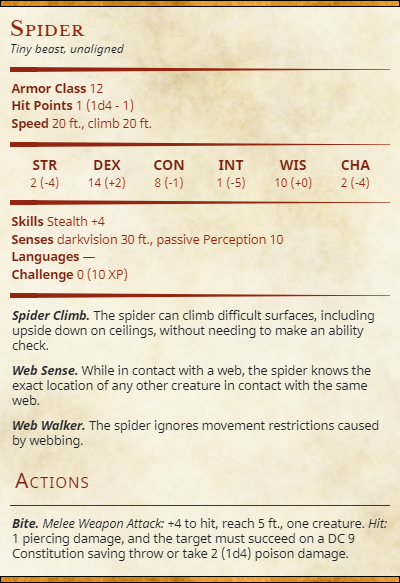 Spider
Tiny beast, unaligned
Armor Class 12
Hit Points 1 (1d4 - 1)
Speed 20 ft., climb 20 ft.
STR DEX CON INT WIS CHA
2 (-4) 14 (+2) 8 (-1) 1 (-5) 10 (+0) 2 (-4)
Skills Stealth +4
Senses darkvision 30 ft., passive Perception 10
Languages —
Challenge 0 (10 XP)
Spider Climb. The spider can climb difficult surfaces, including
upside down on ceilings, without needing to make an ability
check.
Web Sense. While in contact with a web, the spider knows the
exact location of any other creature in contact with the same
web.
Web Walker. The spider ignores movement restrictions caused
by webbing.
Actions
Bite. Melee Weapon Attack: +4 to hit, reach 5 ft., one creature. Hit:
1 piercing damage, and the target must succeed on a DC 9
Constitution saving throw or take 2 (1d4) poison damage.